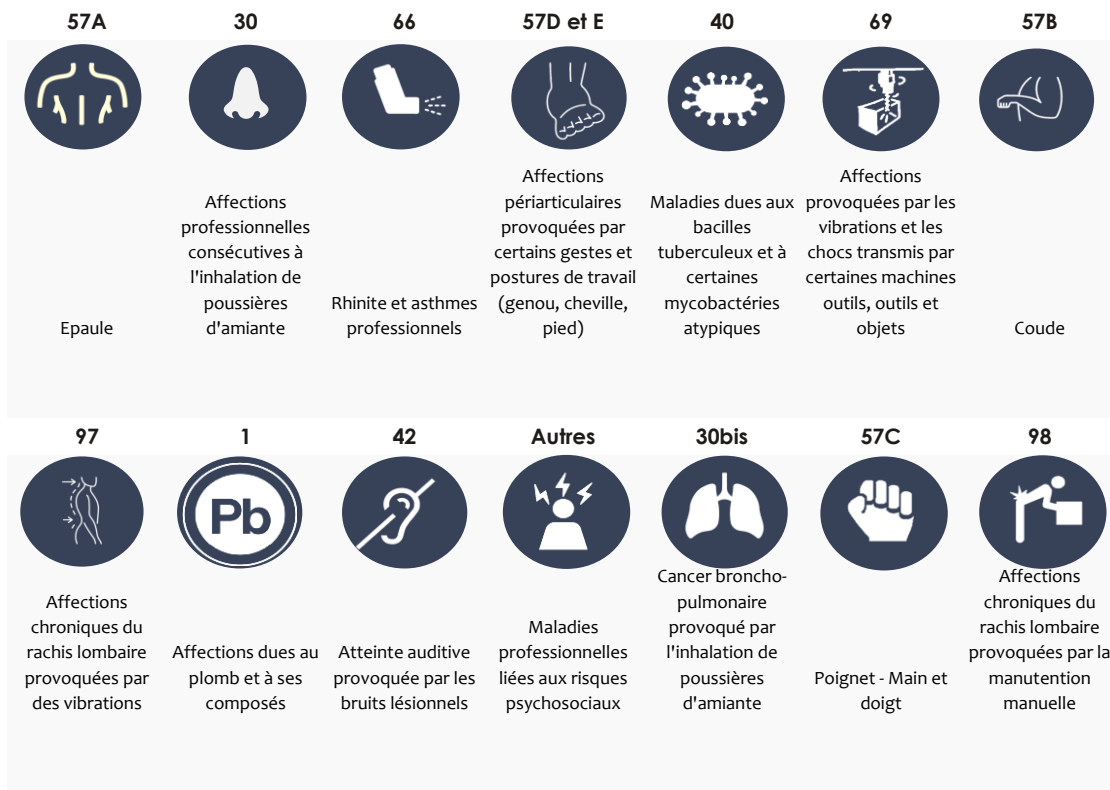 57A
30
66
57D et E
40
69
57B
Epaule
Affections
professionnelles
consécutives à
l'inhalation de
poussières
d'amiante
Rhinite et asthmes
professionnels
Affections
périarticulaires
provoquées par
certains gestes et
postures de travail
(genou, cheville,
pied)
Maladies dues aux
bacilles
tuberculeux et à
certaines
mycobactéries
atypiques
Affections
provoquées par les
vibrations et les
chocs transmis par
certaines machines
outils, outils et
objets
Coude
97
1
42
Autres
30bis
57C
98
Pb
Affections
chroniques du
rachis lombaire
provoquées par
des vibrations
Affections dues au
plomb et à ses
composés
Atteinte auditive
provoquée par les
bruits lésionnels
Maladies
professionnelles
liées aux risques
psychosociaux
Cancer broncho-
pulmonaire
provoqué par
l'inhalation de
poussières
d'amiante
Poignet - Main et
doigt
Affections
chroniques du
rachis lombaire
provoquées par la
manutention
manuelle